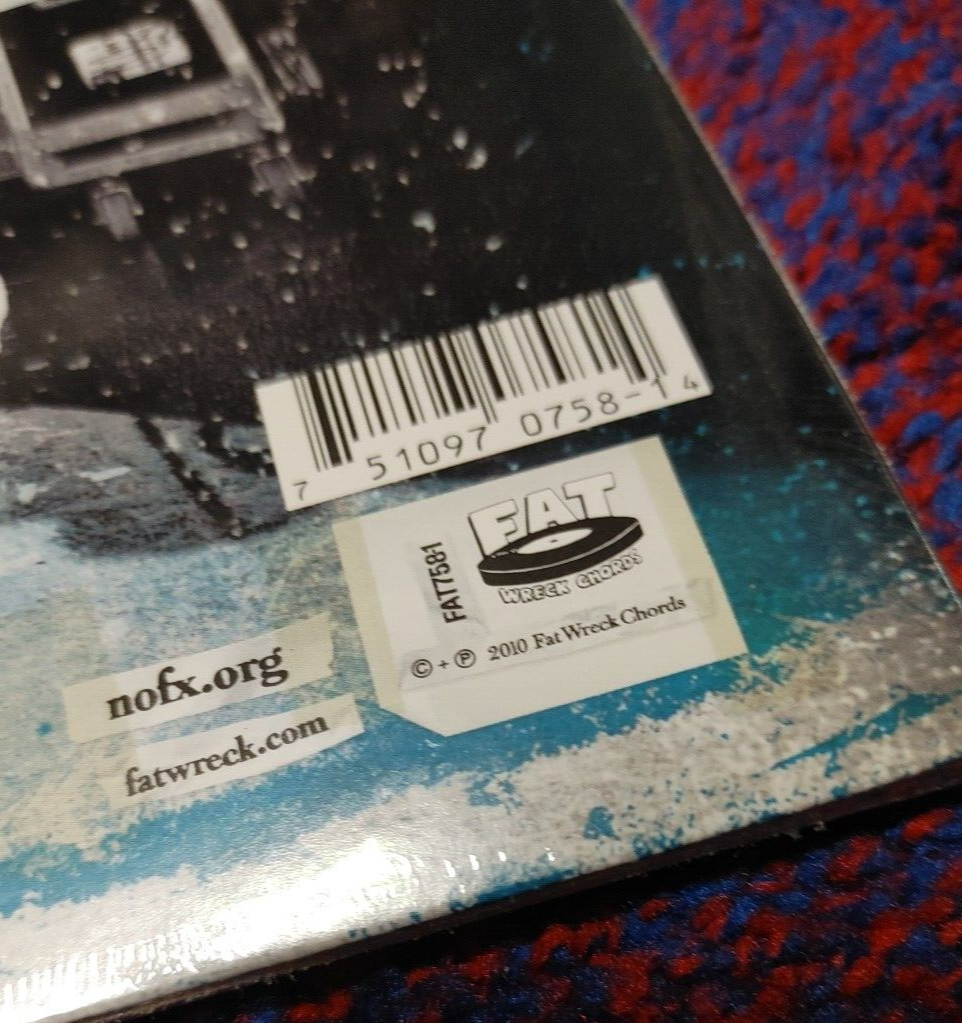 7 51097 0758-1 4
FAT
WRECK CHORDS
FAT758-1
© + ℗ 2010 Fat Wreck Chords
nofx.org
fatwreck.com